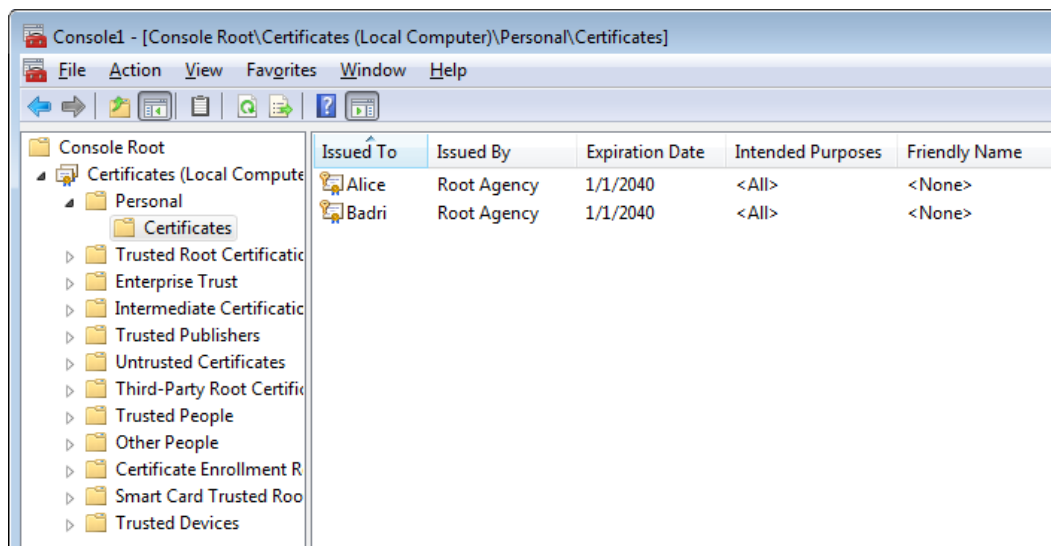 Console1 - [Console Root\Certificates (Local Computer)\Personal\Certificates]
File Action View Favorites Window Help
Console Root
Certificates (Local Compute
Personal
Certificates
Trusted Root Certificatic
Enterprise Trust
Intermediate Certificatic
Trusted Publishers
Untrusted Certificates
Third-Party Root Certific
Trusted People
Other People
Certificate Enrollment R
Smart Card Trusted Roo
Trusted Devices
Issued To Issued By Expiration Date Intended Purposes Friendly Name
Alice Root Agency 1/1/2040 <All> <None>
Badri Root Agency 1/1/2040 <All> <None>